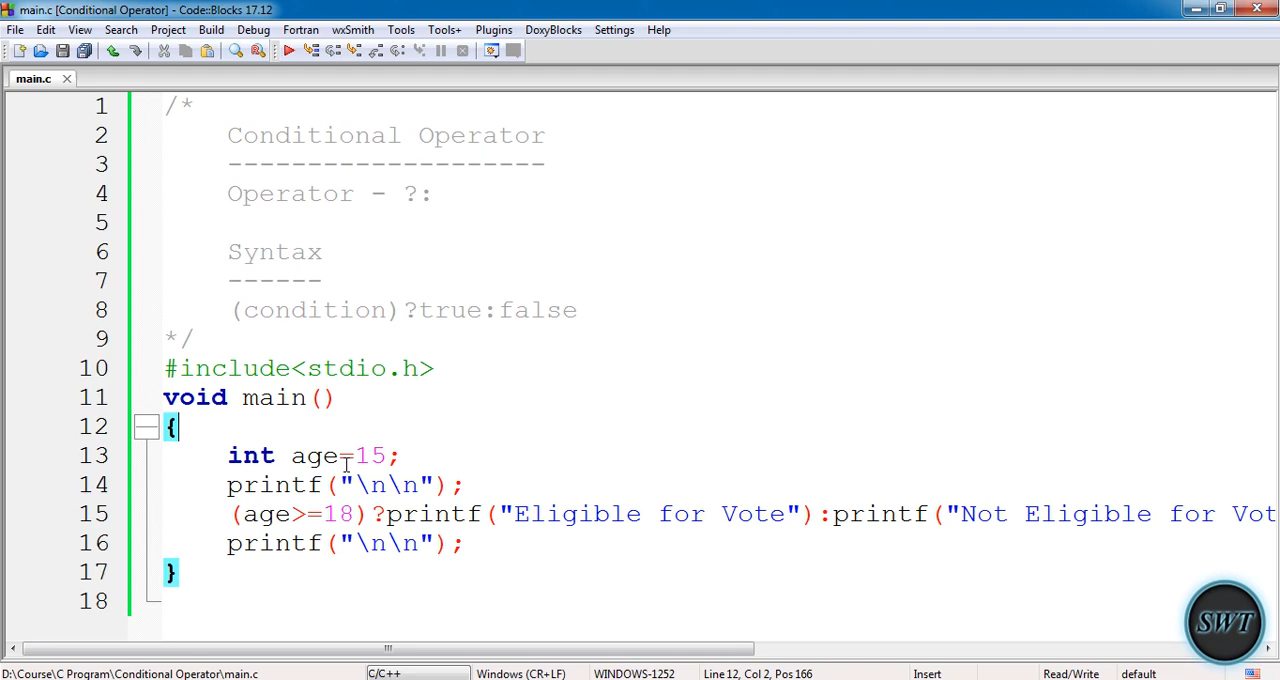 main.c [Conditional Operator] - Code::Blocks 17.12
File Edit View Search Project Build Debug Fortran wxSmith Tools Tools+ Plugins DoxyBlocks Settings Help
main.c
1 /*
2 Conditional Operator
3 --------------------
4 Operator - ?:
5
6 Syntax
7 ------
8 (condition)?true:false
9 */
10 #include<stdio.h>
11 void main()
12 {
13 int age=15;
14 printf("\n\n");
15 (age>=18)?printf("Eligible for Vote"):printf("Not Eligible for Vot
16 printf("\n\n");
17 }
18
SWT
D:\Course\C Program\Conditional Operator\main.c C/C++ Windows (CR+LF) WINDOWS-1252 Line 12, Col 2, Pos 166 Insert Read/Write default